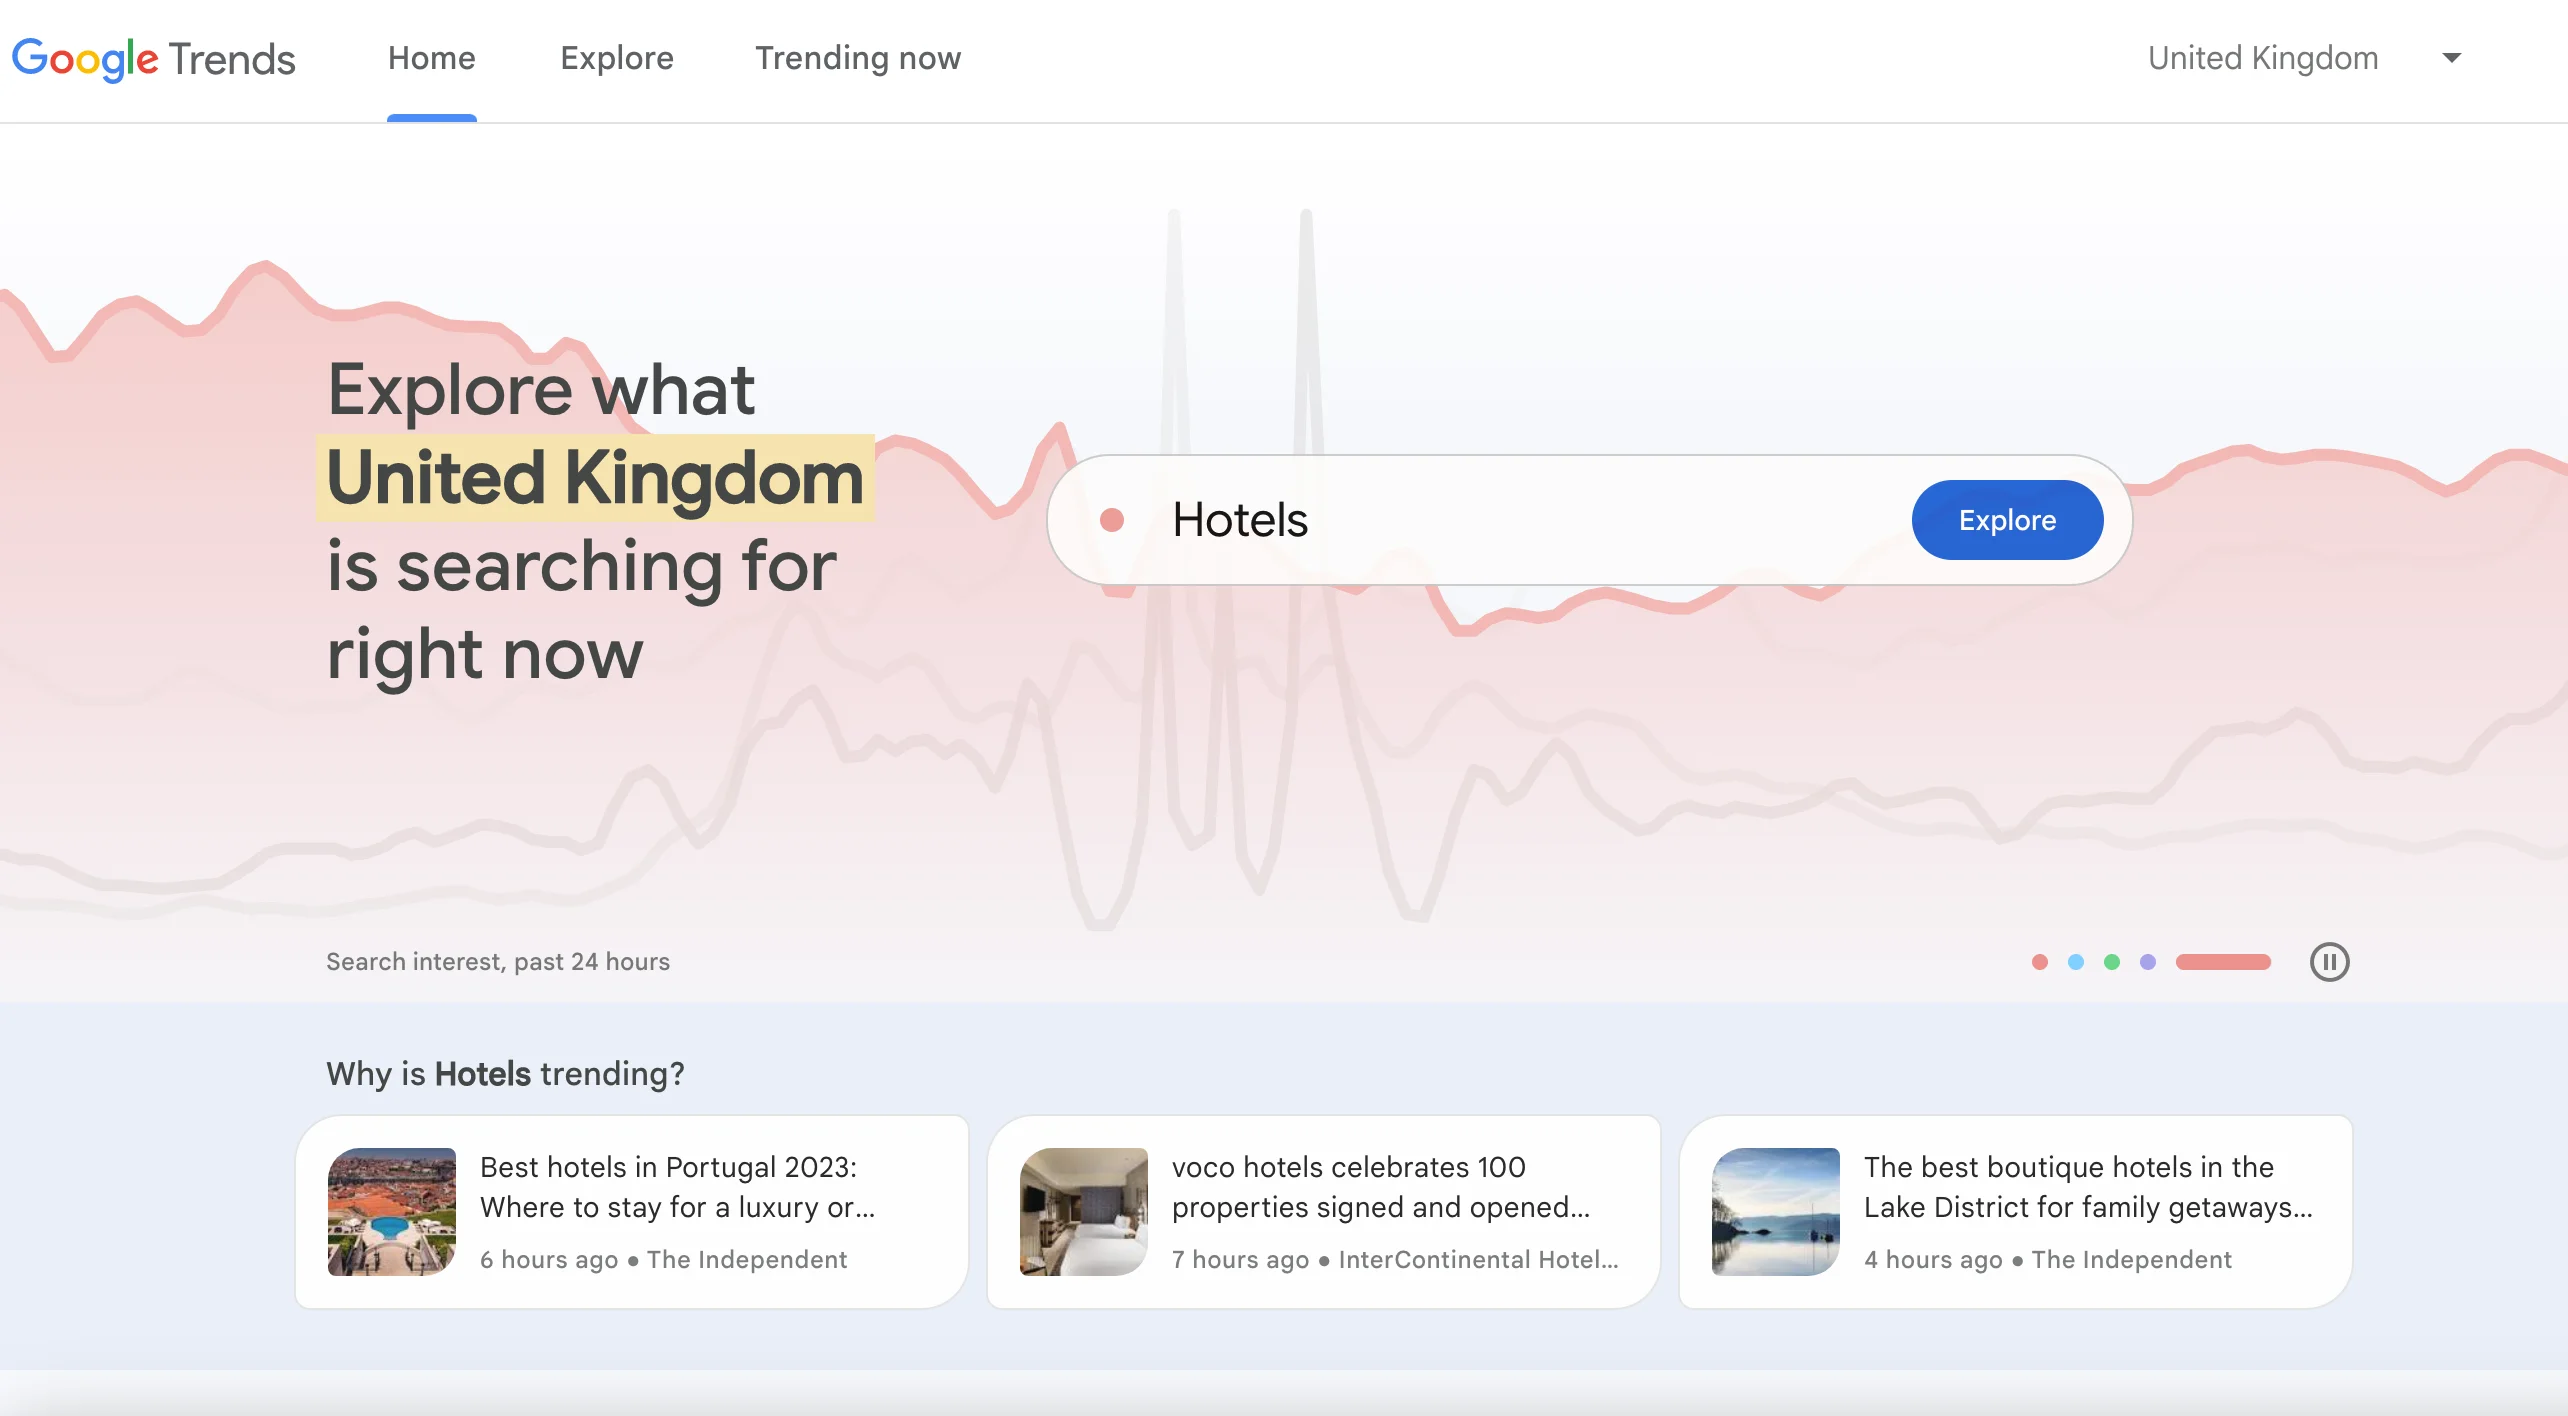 Google Trends
Home
Explore
Trending now
United Kingdom
Explore what
United Kingdom
is searching for
right now
Hotels
Explore
Search interest, past 24 hours
Why is Hotels trending?
Best hotels in Portugal 2023:
Where to stay for a luxury or...
6 hours ago • The Independent
voco hotels celebrates 100
properties signed and opened...
7 hours ago • InterContinental Hotel...
The best boutique hotels in the
Lake District for family getaways...
4 hours ago • The Independent